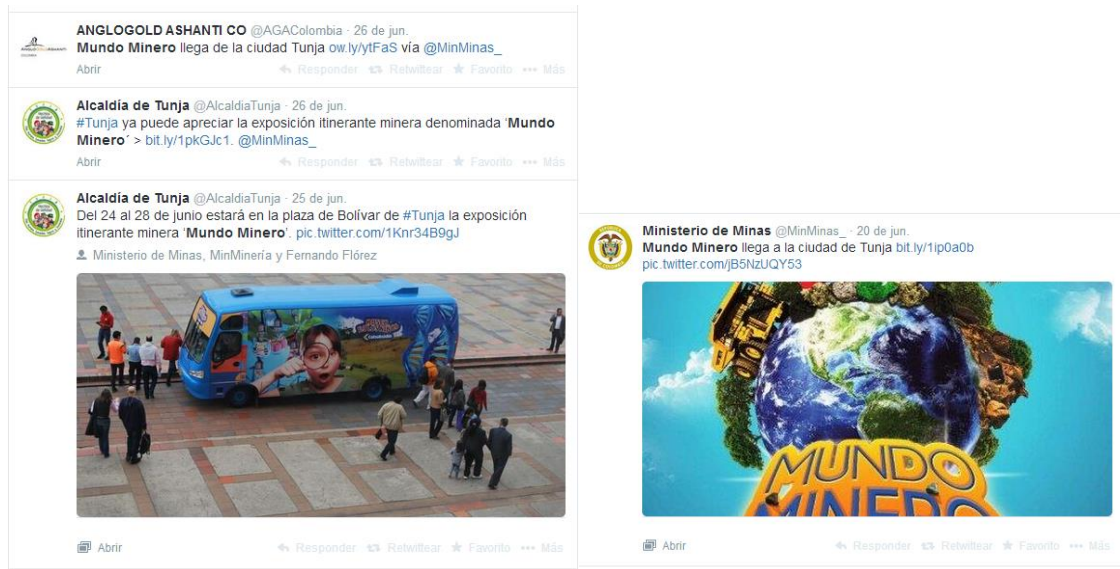 ANGLOGOLD ASHANTI CO @AGAColombia · 26 de jun.
Mundo Minero llega de la ciudad Tunja ow.ly/ytFaS vía @MinMinas_
Abrir Responder Retwittear Favorito Más
Alcaldía de Tunja @AlcaldiaTunja · 26 de jun.
#Tunja ya puede apreciar la exposición itinerante minera denominada ‘Mundo
Minero´ > bit.ly/1pkGJc1. @MinMinas_
Abrir Responder Retwittear Favorito Más
Alcaldía de Tunja @AlcaldiaTunja · 25 de jun.
Del 24 al 28 de junio estará en la plaza de Bolívar de #Tunja la exposición
itinerante minera ‘Mundo Minero’. pic.twitter.com/1Knr34B9gJ
Ministerio de Minas, MinMinería y Fernando Flórez
Abrir Responder Retwittear Favorito Más
Ministerio de Minas @MinMinas_ · 20 de jun.
Mundo Minero llega a la ciudad de Tunja bit.ly/1ip0a0b
pic.twitter.com/jB5NzUQY53
MUNDO
MINERO
Abrir Responder Retwittear Favorito Más